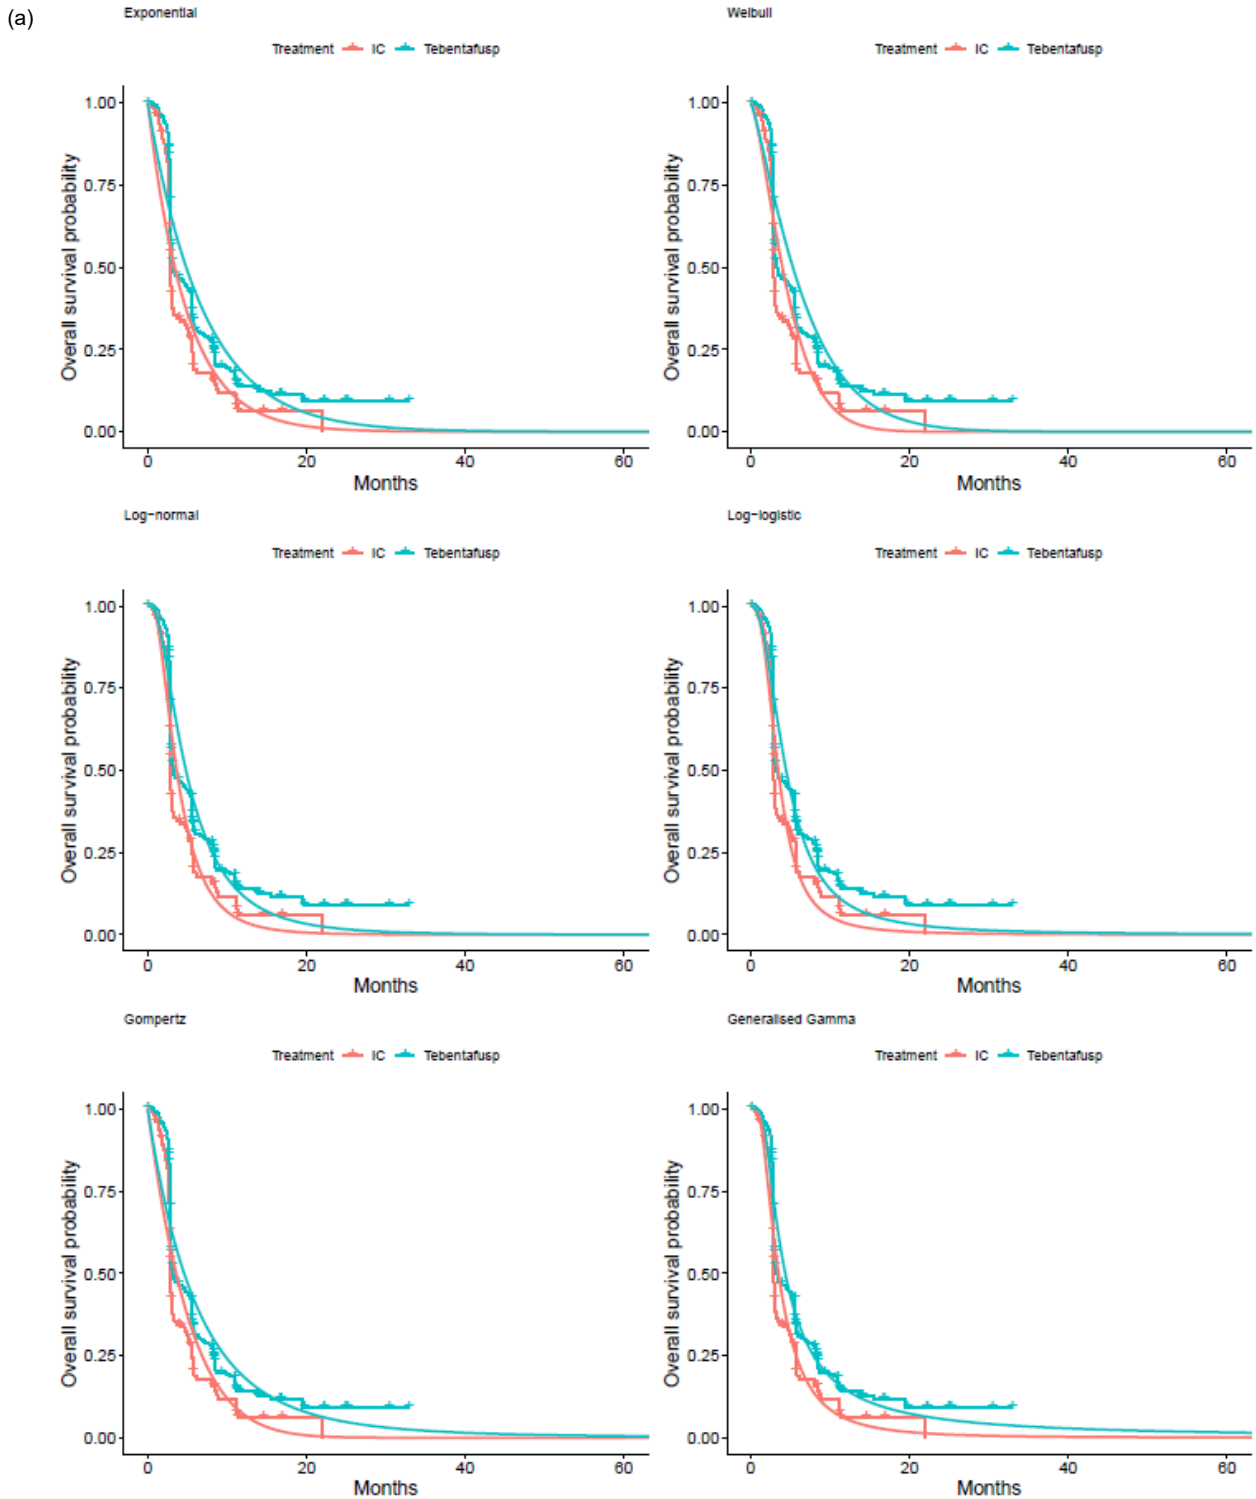 (a)
Exponential
Weibull
Treatment IC Tebentafusp
Treatment IC Tebentafusp
Overall survival probability
1.00
0.75
0.50
0.25
0.00
0 20 40 60
Months
Overall survival probability
1.00
0.75
0.50
0.25
0.00
0 20 40 60
Months
Log-normal
Log-logistic
Treatment IC Tebentafusp
Treatment IC Tebentafusp
Overall survival probability
1.00
0.75
0.50
0.25
0.00
0 20 40 60
Months
Overall survival probability
1.00
0.75
0.50
0.25
0.00
0 20 40 60
Months
Gompertz
Generalised Gamma
Treatment IC Tebentafusp
Treatment IC Tebentafusp
Overall survival probability
1.00
0.75
0.50
0.25
0.00
0 20 40 60
Months
Overall survival probability
1.00
0.75
0.50
0.25
0.00
0 20 40 60
Months